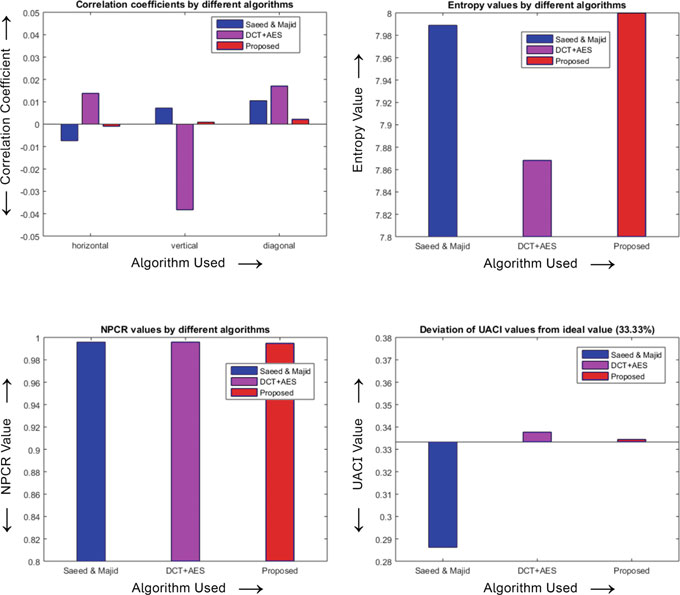 Correlation coefficients by different algorithms
Correlation Coefficient
0.05
0.04
0.03
0.02
0.01
0
-0.01
-0.02
-0.03
-0.04
-0.05
Saeed & Majid
DCT+AES
Proposed
horizontal
vertical
diagonal
Algorithm Used
Entropy values by different algorithms
Entropy Value
8
7.98
7.96
7.94
7.92
7.9
7.88
7.86
7.84
7.82
7.8
Saeed & Majid
DCT+AES
Proposed
Saeed & Majid
DCT+AES
Proposed
Algorithm Used
NPCR values by different algorithms
NPCR Value
1
0.98
0.96
0.94
0.92
0.9
0.88
0.86
0.84
0.82
0.8
Saeed & Majid
DCT+AES
Proposed
Saeed & Majid
DCT+AES
Proposed
Algorithm Used
Deviation of UACI values from ideal value (33.33%)
UACI Value
0.38
0.37
0.36
0.35
0.34
0.33
0.32
0.31
0.3
0.29
0.28
Saeed & Majid
DCT+AES
Proposed
Saeed & Majid
DCT+AES
Proposed
Algorithm Used